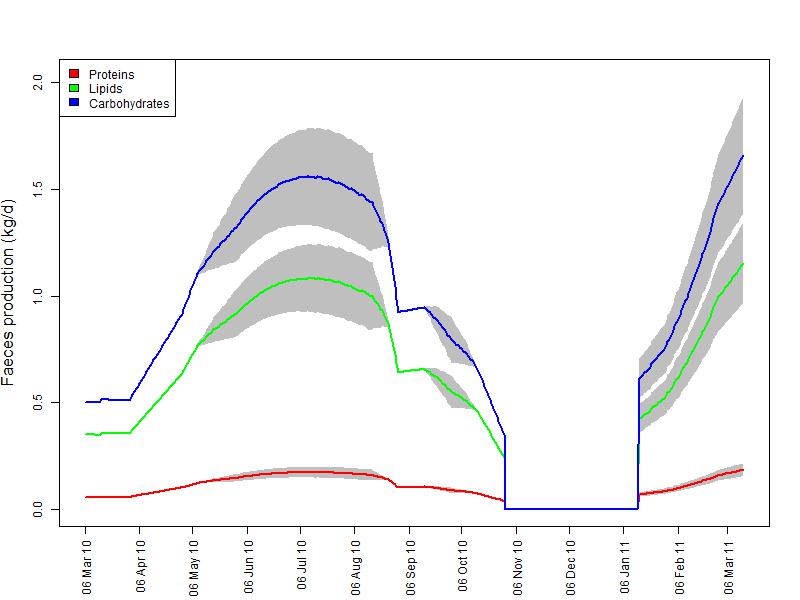 Proteins
Lipids
Carbohydrates
Faeces production (kg/d)
2.0
1.5
1.0
0.5
0.0
06 Mar 10
06 Apr 10
06 May 10
06 Jun 10
06 Jul 10
06 Aug 10
06 Sep 10
06 Oct 10
06 Nov 10
06 Dec 10
06 Jan 11
06 Feb 11
06 Mar 11